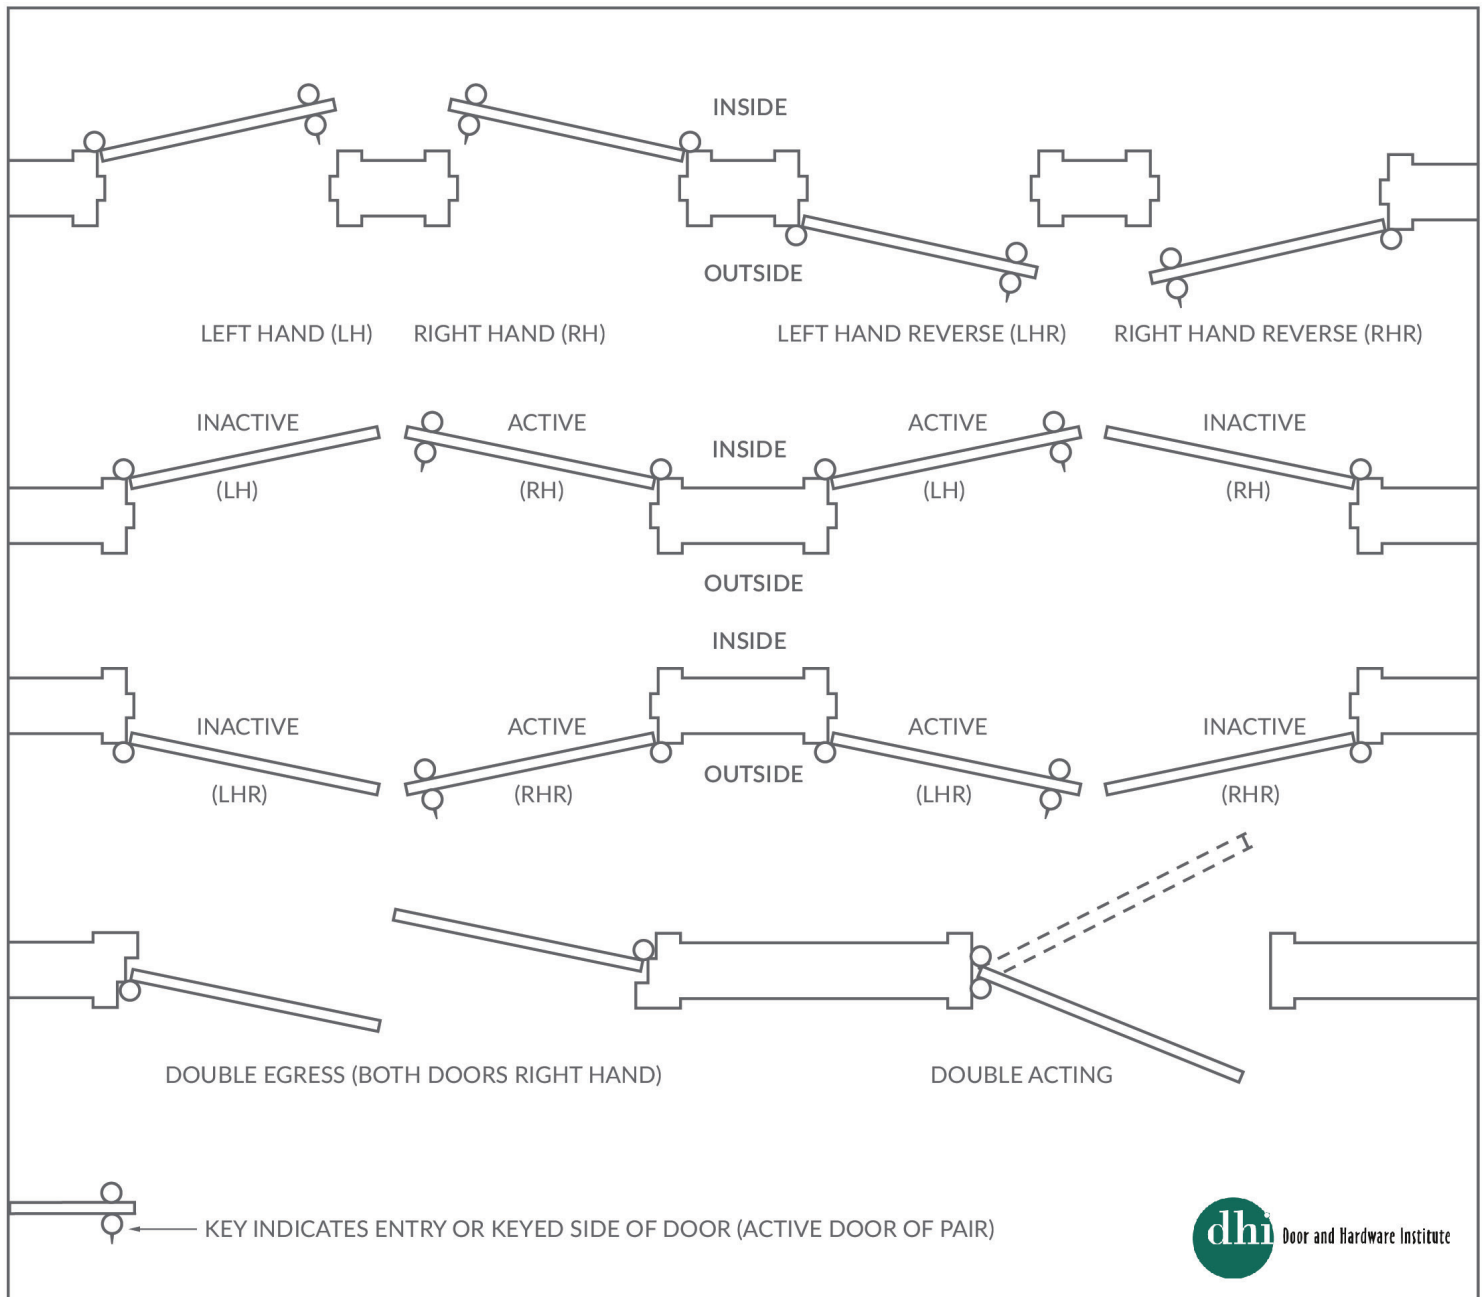 INSIDE
OUTSIDE
LEFT HAND (LH)
RIGHT HAND (RH)
LEFT HAND REVERSE (LHR)
RIGHT HAND REVERSE (RHR)
INACTIVE
ACTIVE
INSIDE
ACTIVE
INACTIVE
(LH)
(RH)
(LH)
(RH)
OUTSIDE
INSIDE
INACTIVE
ACTIVE
ACTIVE
INACTIVE
OUTSIDE
(LHR)
(RHR)
(LHR)
(RHR)
DOUBLE EGRESS (BOTH DOORS RIGHT HAND)
DOUBLE ACTING
KEY INDICATES ENTRY OR KEYED SIDE OF DOOR (ACTIVE DOOR OF PAIR)
dhi Door and Hardware Institute